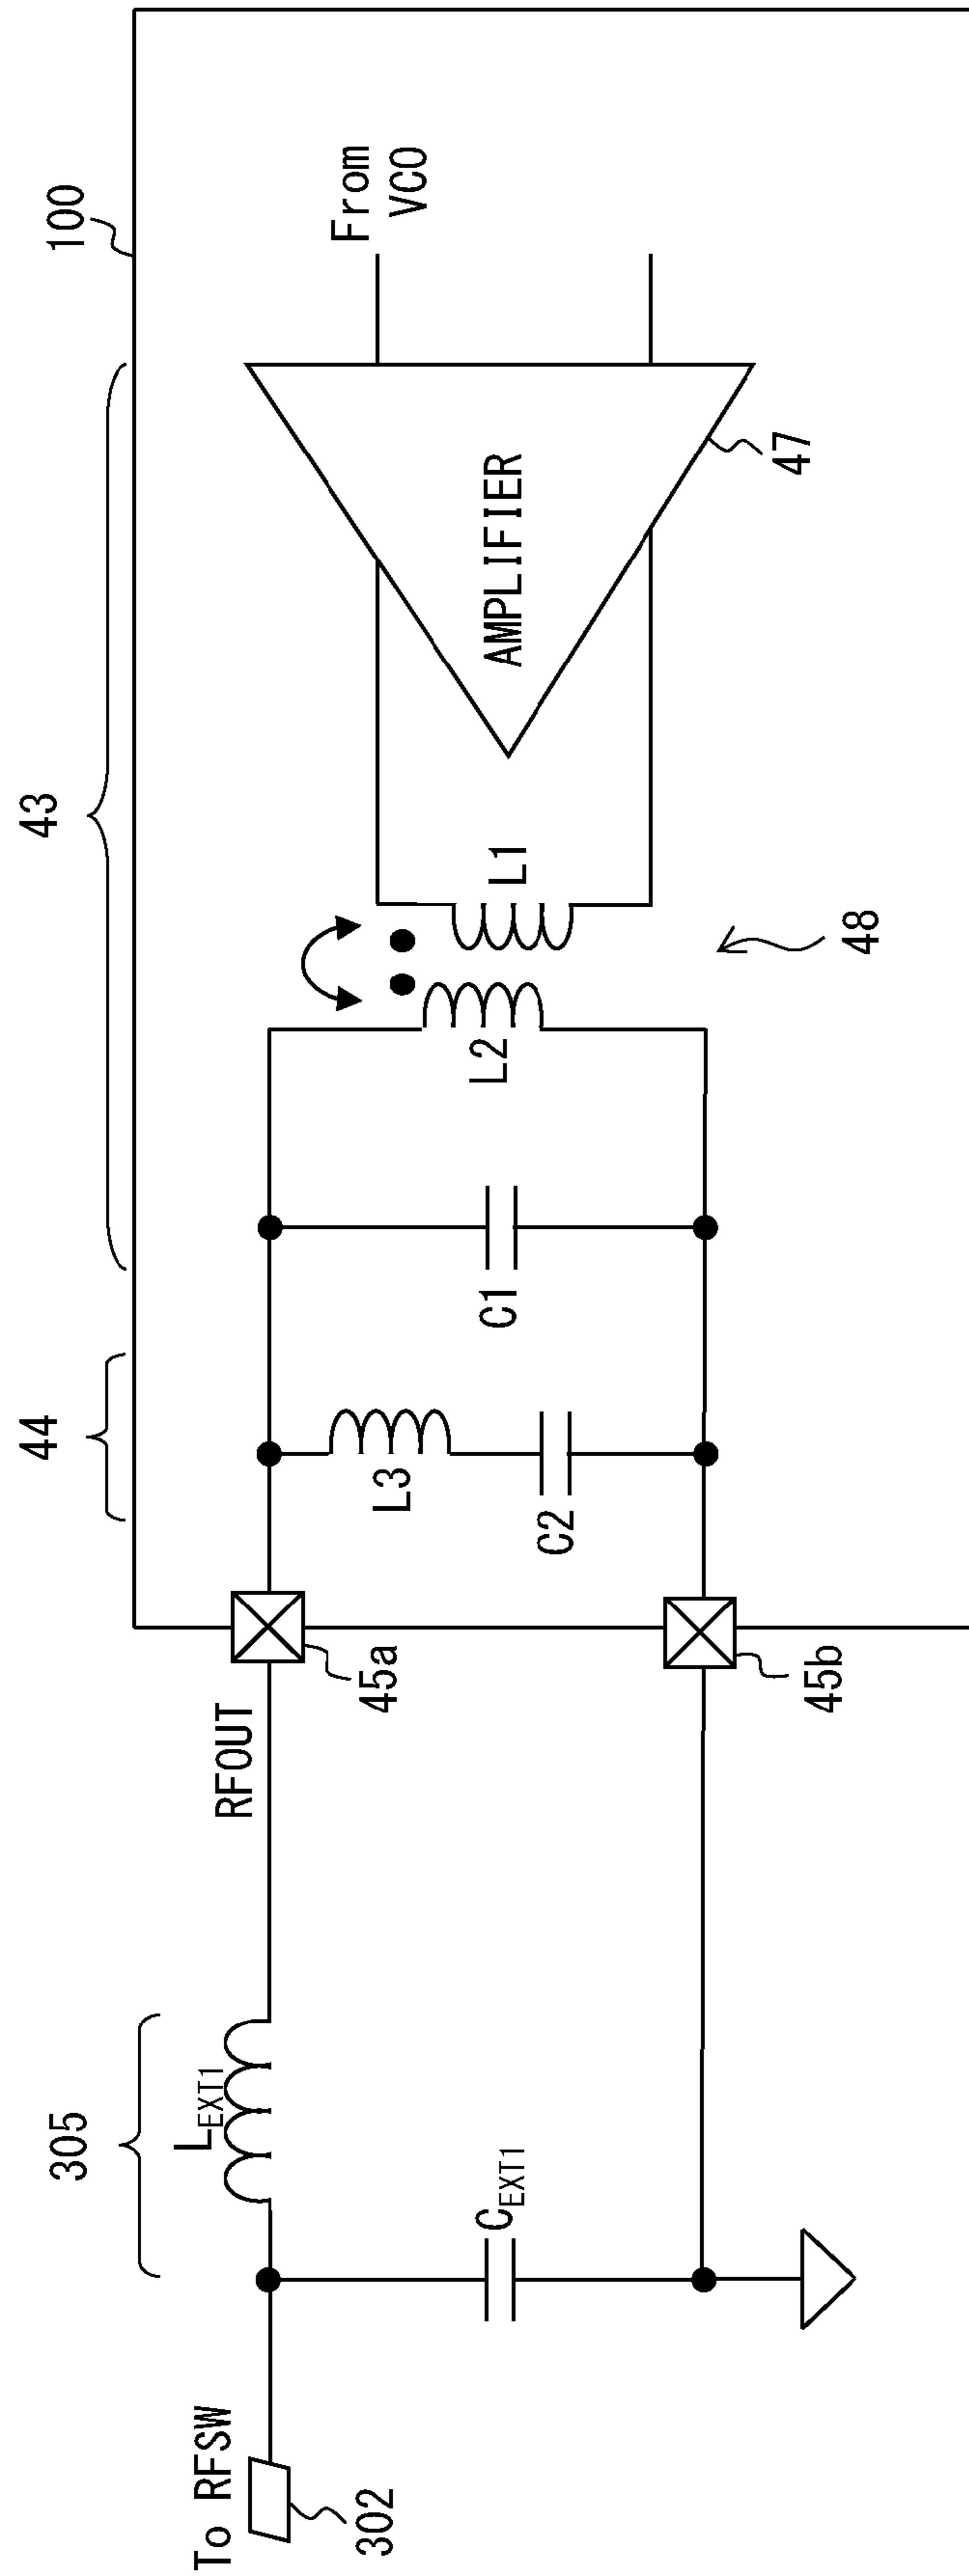 100
43
44
305
From
VCO
AMPLIFIER
47
L1
48
L2
C1
L3
C2
45a
45b
RFOUT
LEXT1
CEXT1
To RFSW
302